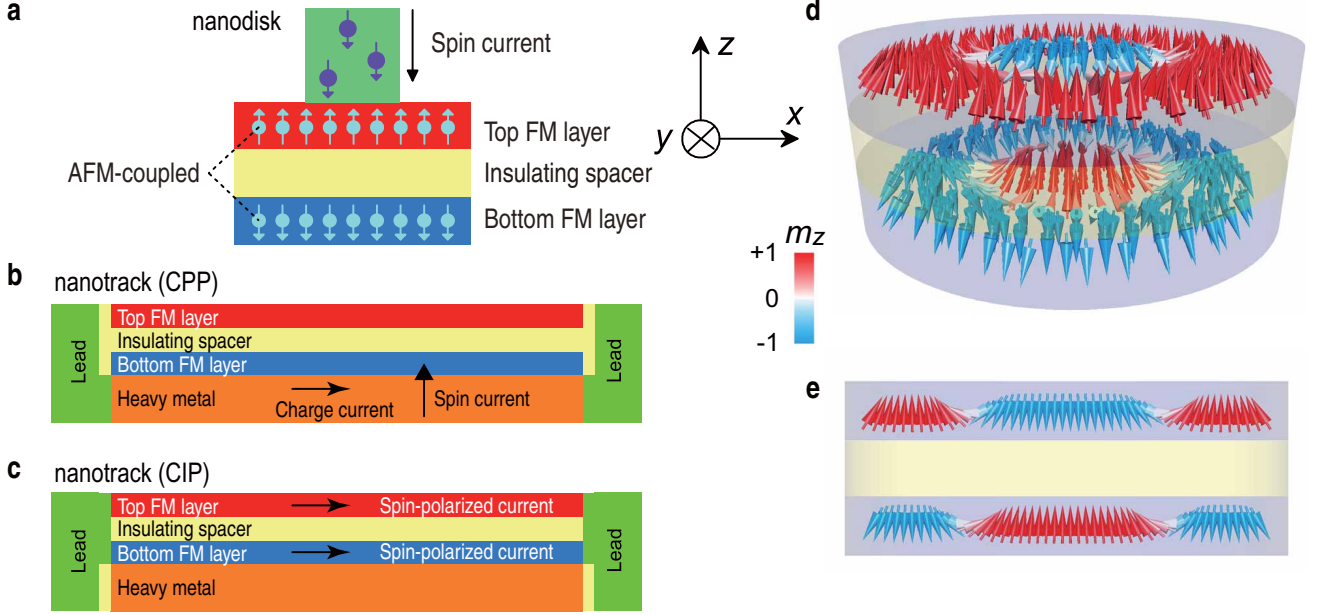 a
nanodisk
Spin current
Top FM layer
AFM-coupled
Insulating spacer
Bottom FM layer
z
x
y
b
nanotrack (CPP)
Lead
Top FM layer
Insulating spacer
Bottom FM layer
Heavy metal
Charge current
Spin current
Lead
c
nanotrack (CIP)
Lead
Top FM layer
Spin-polarized current
Insulating spacer
Bottom FM layer
Spin-polarized current
Heavy metal
Lead
d
mz
+1
0
-1
e